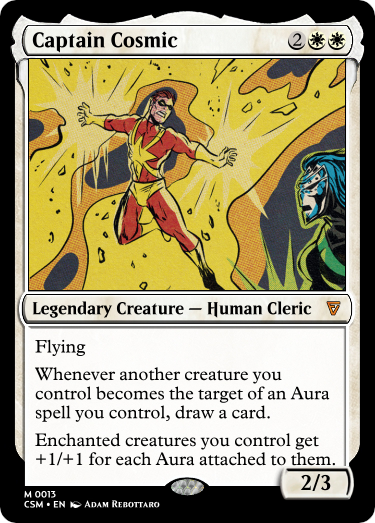 Captain Cosmic 2
Legendary Creature — Human Cleric
Flying
Whenever another creature you
control becomes the target of an Aura
spell you control, draw a card.
Enchanted creatures you control get
+1/+1 for each Aura attached to them.
2/3
M 0013
CSM • EN Adam Rebottaro